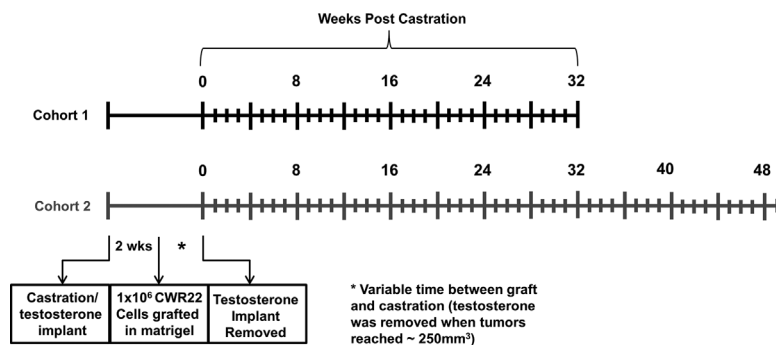 Weeks Post Castration
0 8 16 24 32
Cohort 1
0 8 16 24 32 40 48
Cohort 2
2 wks *
Castration/
testosterone
implant
1x10⁶ CWR22
Cells grafted
in matrigel
Testosterone
Implant
Removed
* Variable time between graft
and castration (testosterone
was removed when tumors
reached ~ 250mm³)